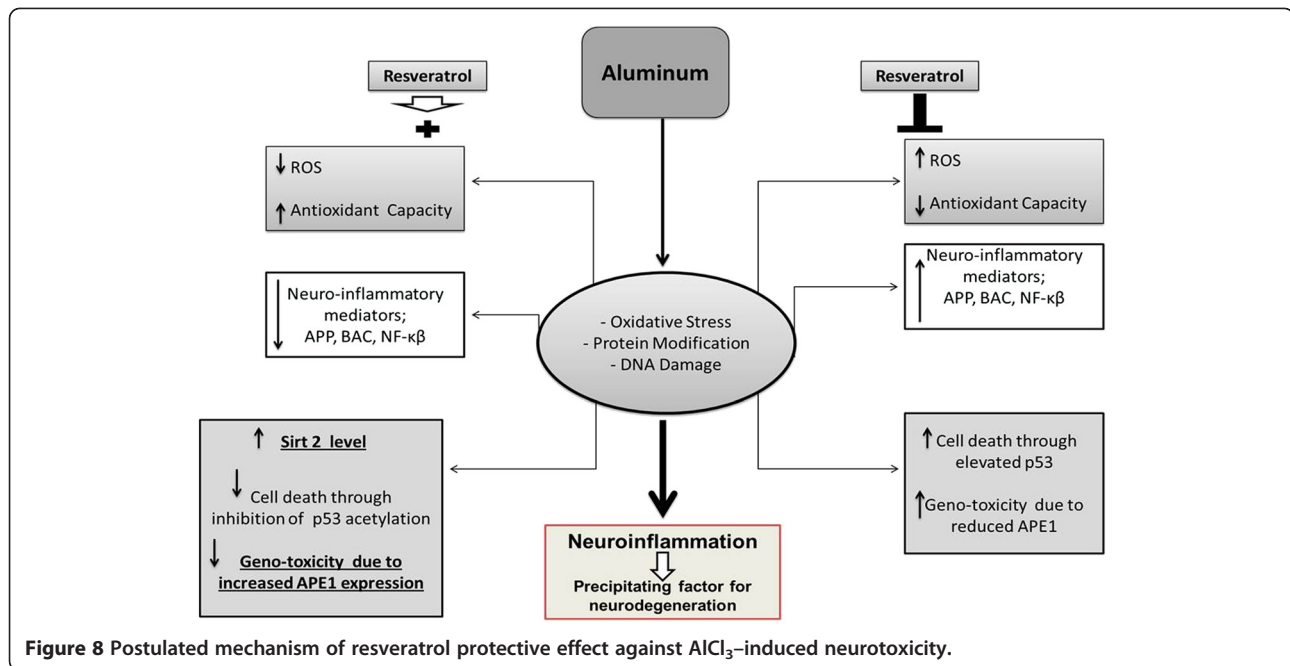 Aluminum
Resveratrol
Resveratrol
+
↓ ROS
↑ Antioxidant Capacity
↑ ROS
↓ Antioxidant Capacity
↓ Neuro-inflammatory
mediators;
APP, BAC, NF-κβ
↑ Neuro-inflammatory
mediators;
APP, BAC, NF-κβ
- Oxidative Stress
- Protein Modification
- DNA Damage
↑ Sirt 2 level
↓ Cell death through
inhibition of p53 acetylation
↓ Geno-toxicity due to
increased APE1 expression
↑ Cell death through
elevated p53
↑ Geno-toxicity due to
reduced APE1
Neuroinflammation
Precipitating factor for
neurodegeneration
Figure 8 Postulated mechanism of resveratrol protective effect against AlCl₃–induced neurotoxicity.